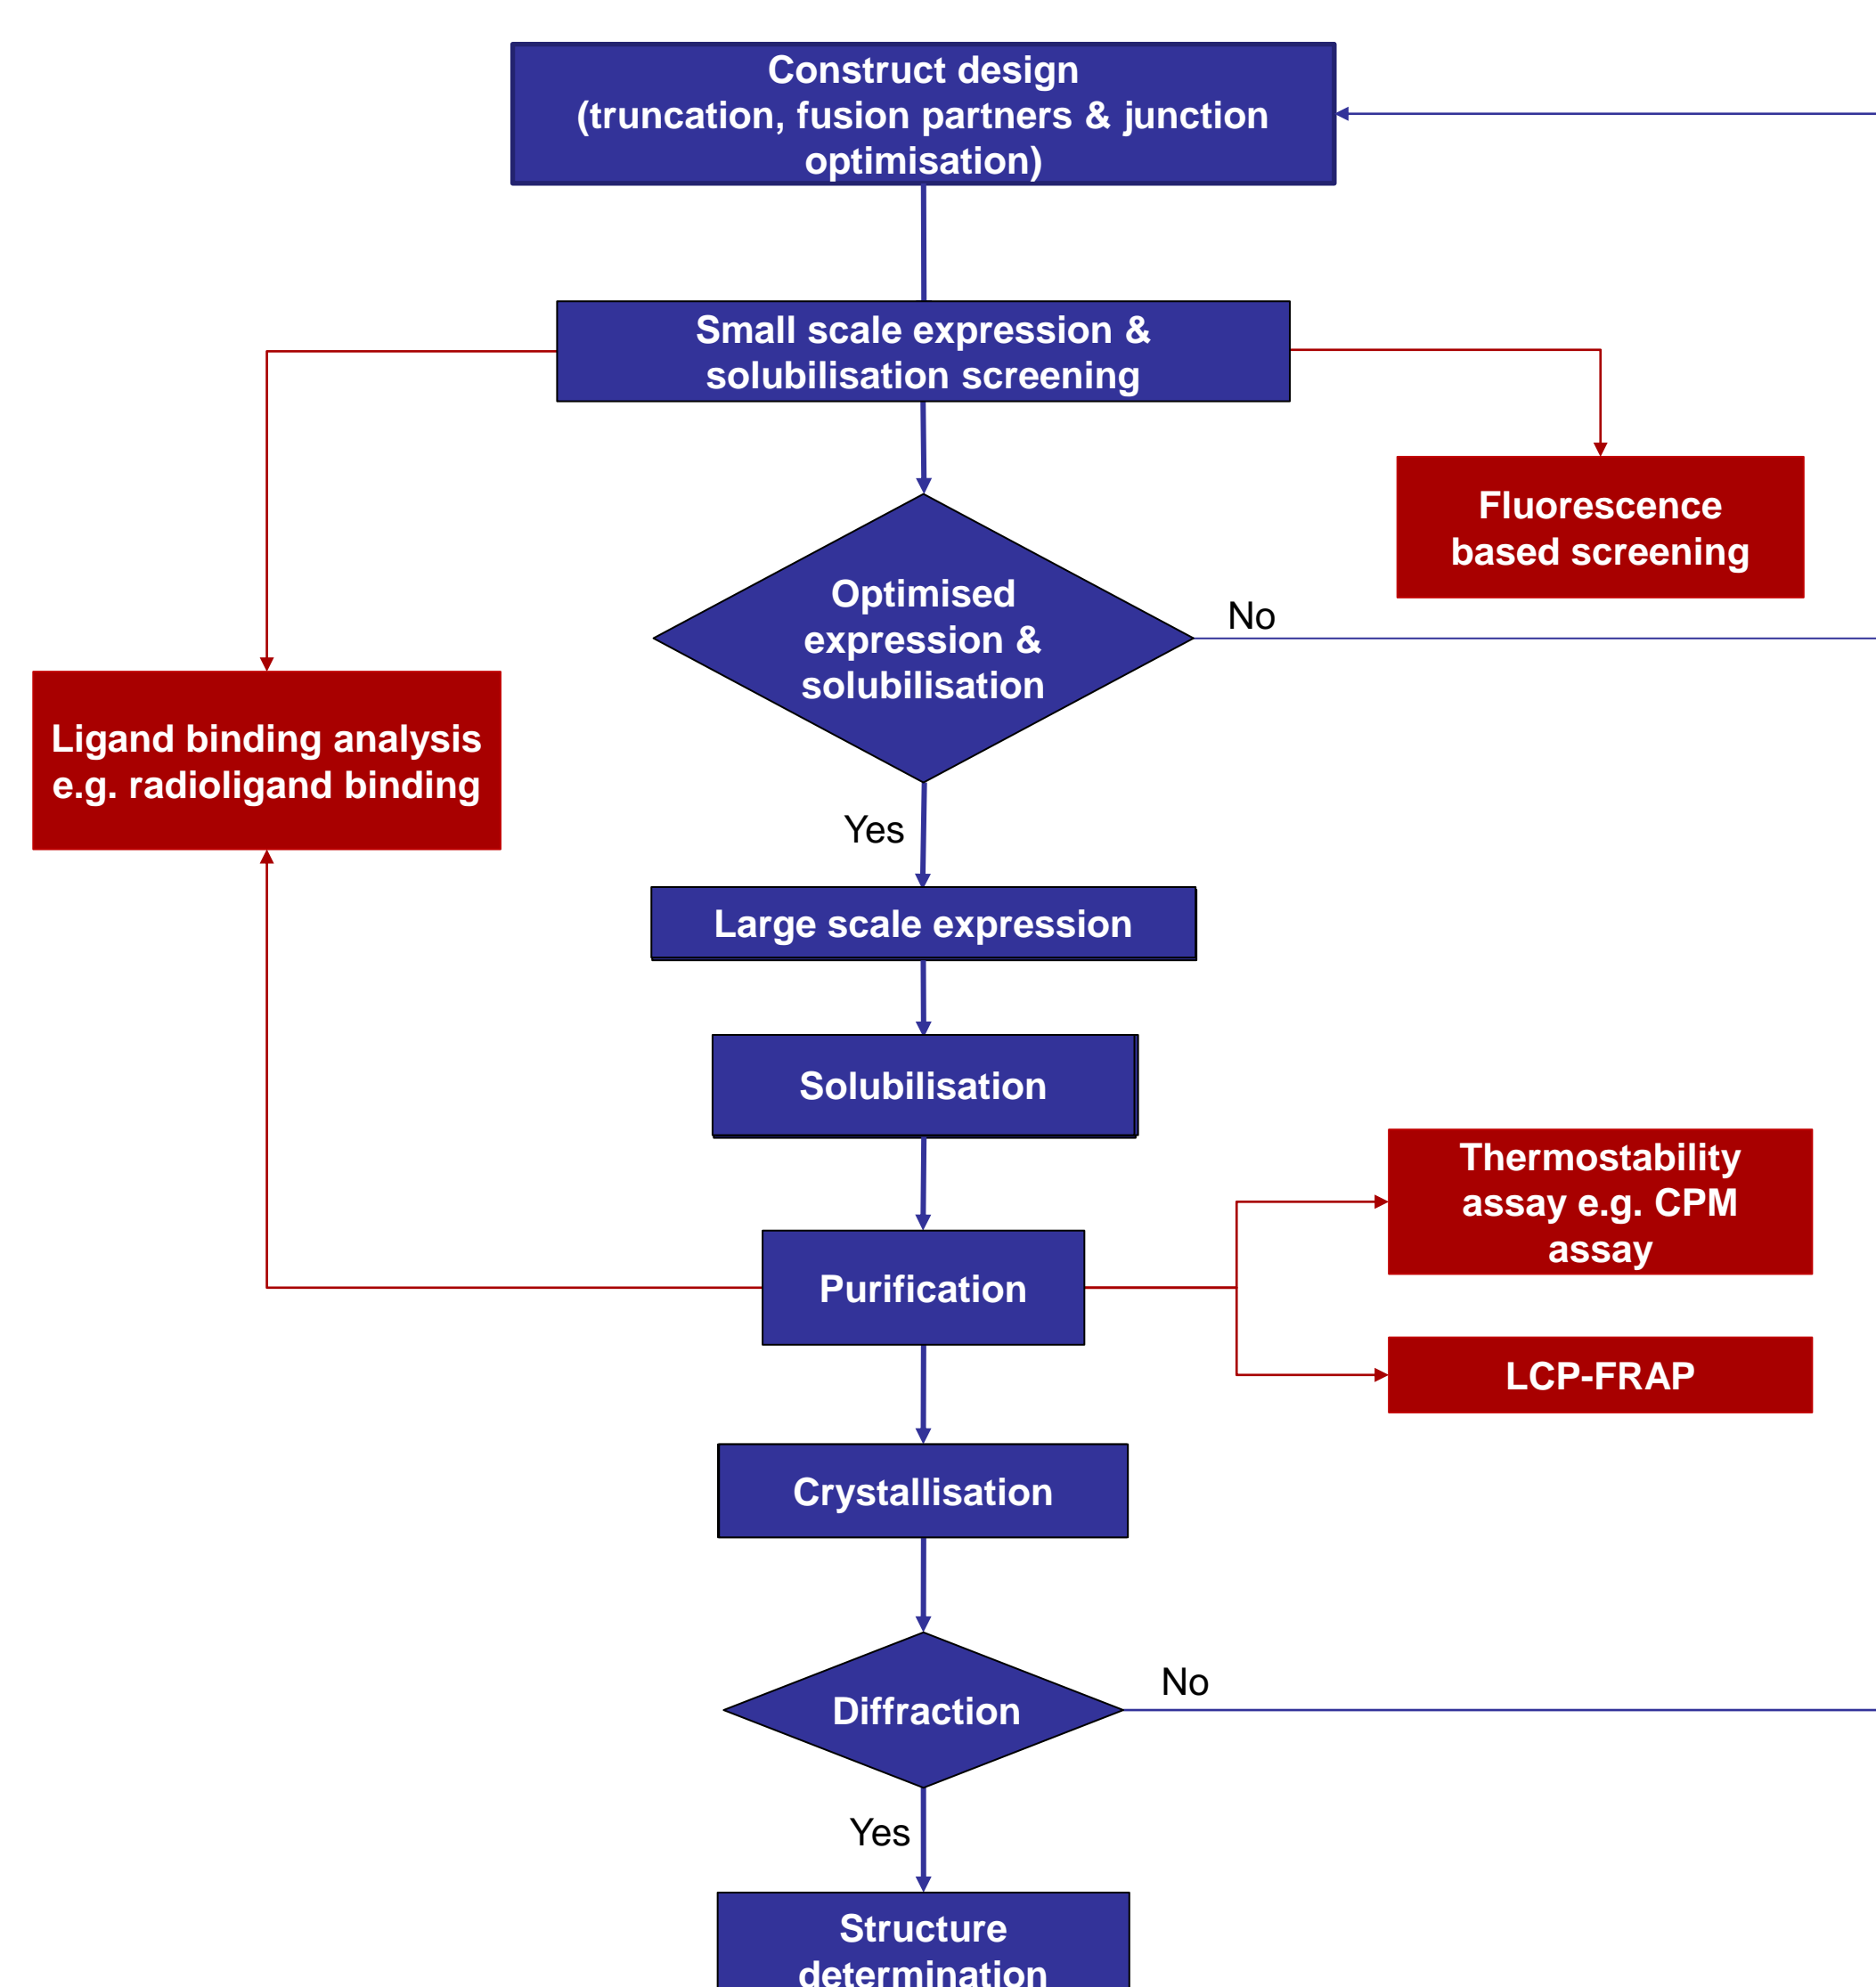 Construct design
(truncation, fusion partners & junction
optimisation)
Small scale expression &
solubilisation screening
Fluorescence
based screening
Optimised
expression &
solubilisation
No
Ligand binding analysis
e.g. radioligand binding
Yes
Large scale expression
Solubilisation
Thermostability
assay e.g. CPM
assay
Purification
LCP-FRAP
Crystallisation
Diffraction
No
Yes
Structure
determination